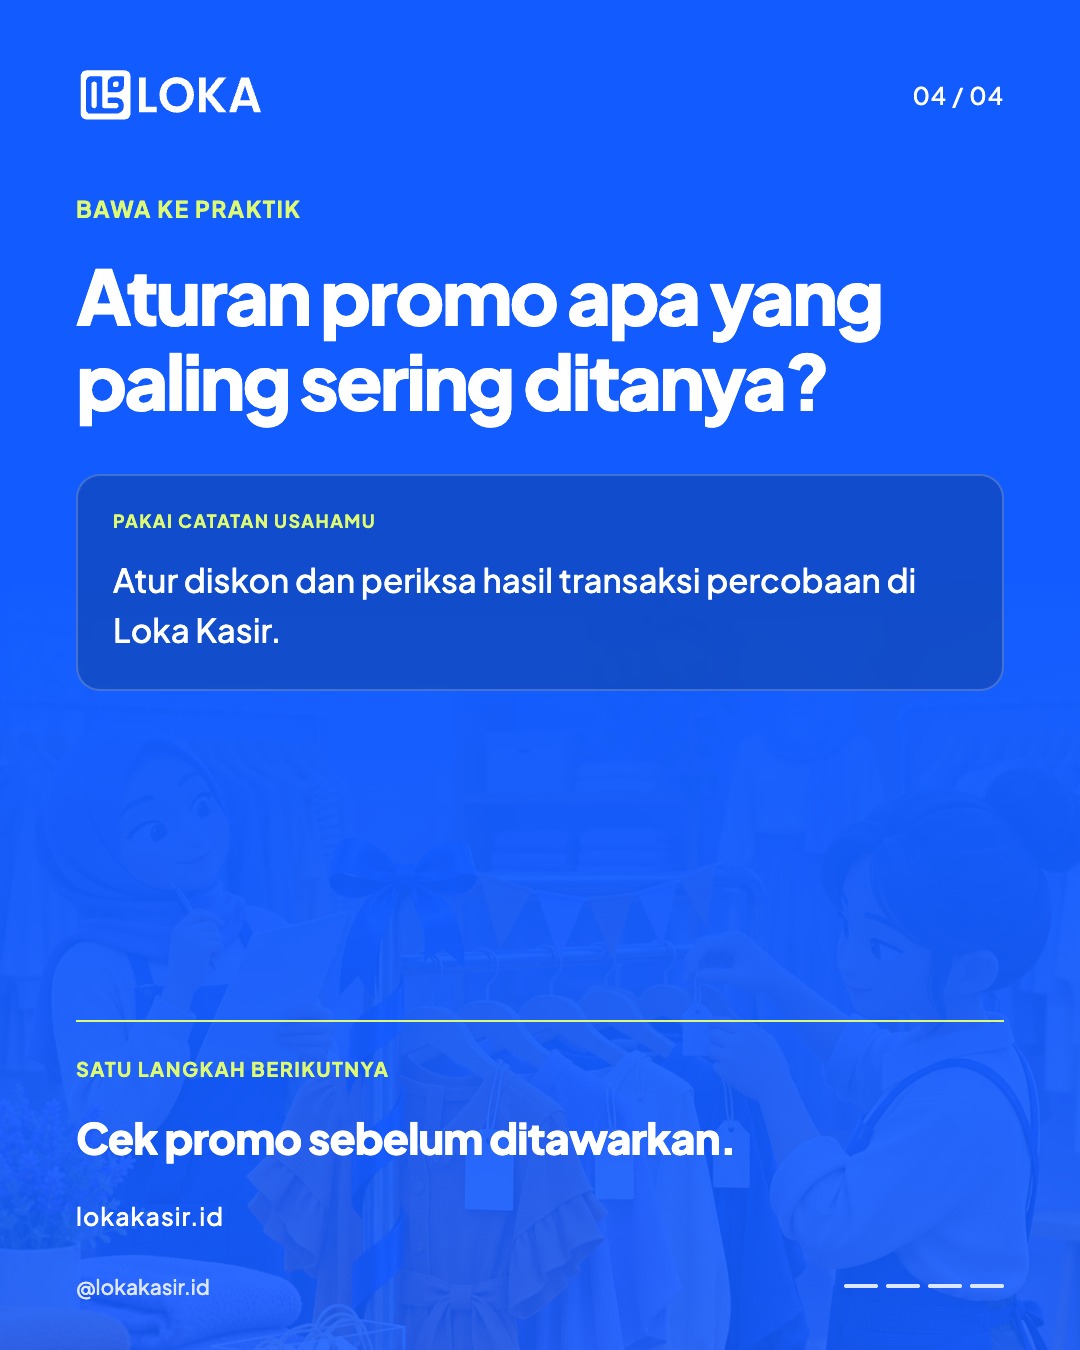 LOKA
04 / 04
BAWA KE PRAKTIK
Aturan promo apa yang
paling sering ditanya?
PAKAI CATATAN USAHAMU
Atur diskon dan periksa hasil transaksi percobaan di
Loka Kasir.
SATU LANGKAH BERIKUTNYA
Cek promo sebelum ditawarkan.
lokakasir.id
@lokakasir.id